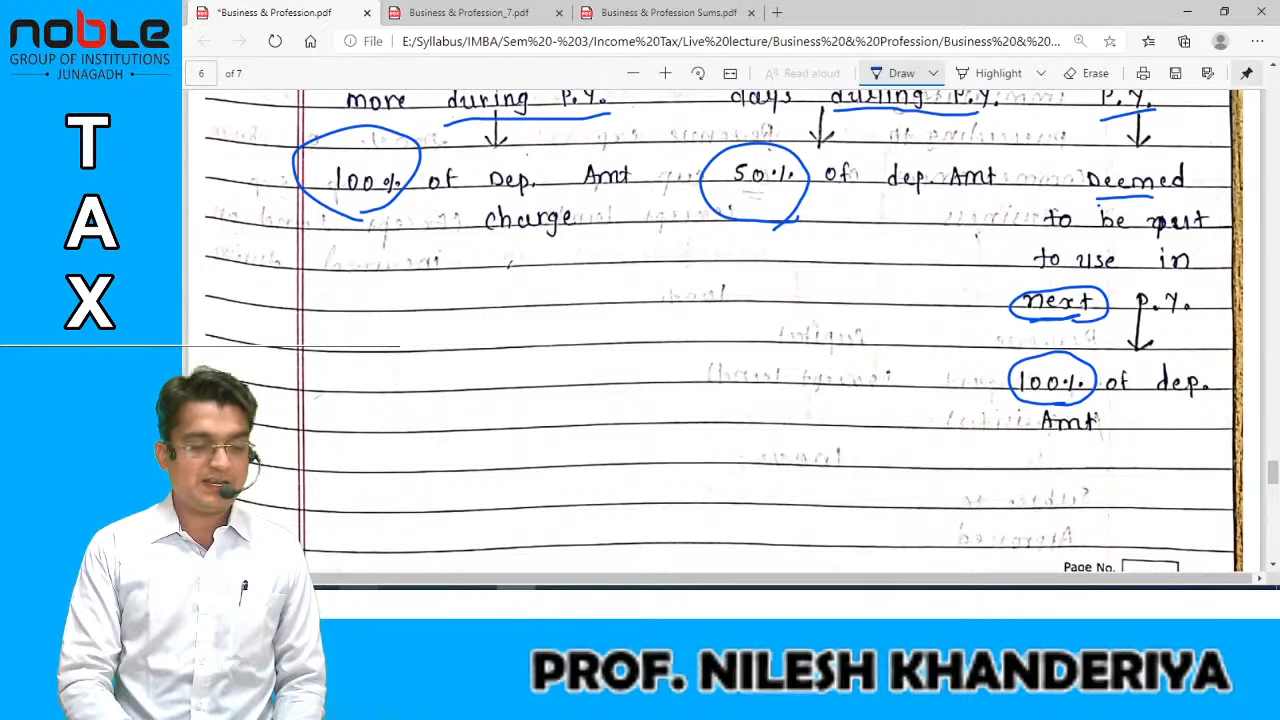 noble
GROUP OF INSTITUTIONS
JUNAGADH
TAX
*Business & Profession.pdf
Business & Profession_7.pdf
Business & Profession Sums.pdf
File
E:/Syllabus/IMBA/Sem%20-%203/Income%20Tax/Live%20lecture/Business%20&%20Profession/Business%20&%20...
6 of 7
Read aloud
Draw
Highlight
Erase
more during P.Y. days during P.Y. P.Y.
100% of Dep. Amt 50% of dep. Amt Deemed
charge to be put
to use in
next P.Y.
100% of dep.
Amt
Page No.
PROF. NILESH KHANDERIYA